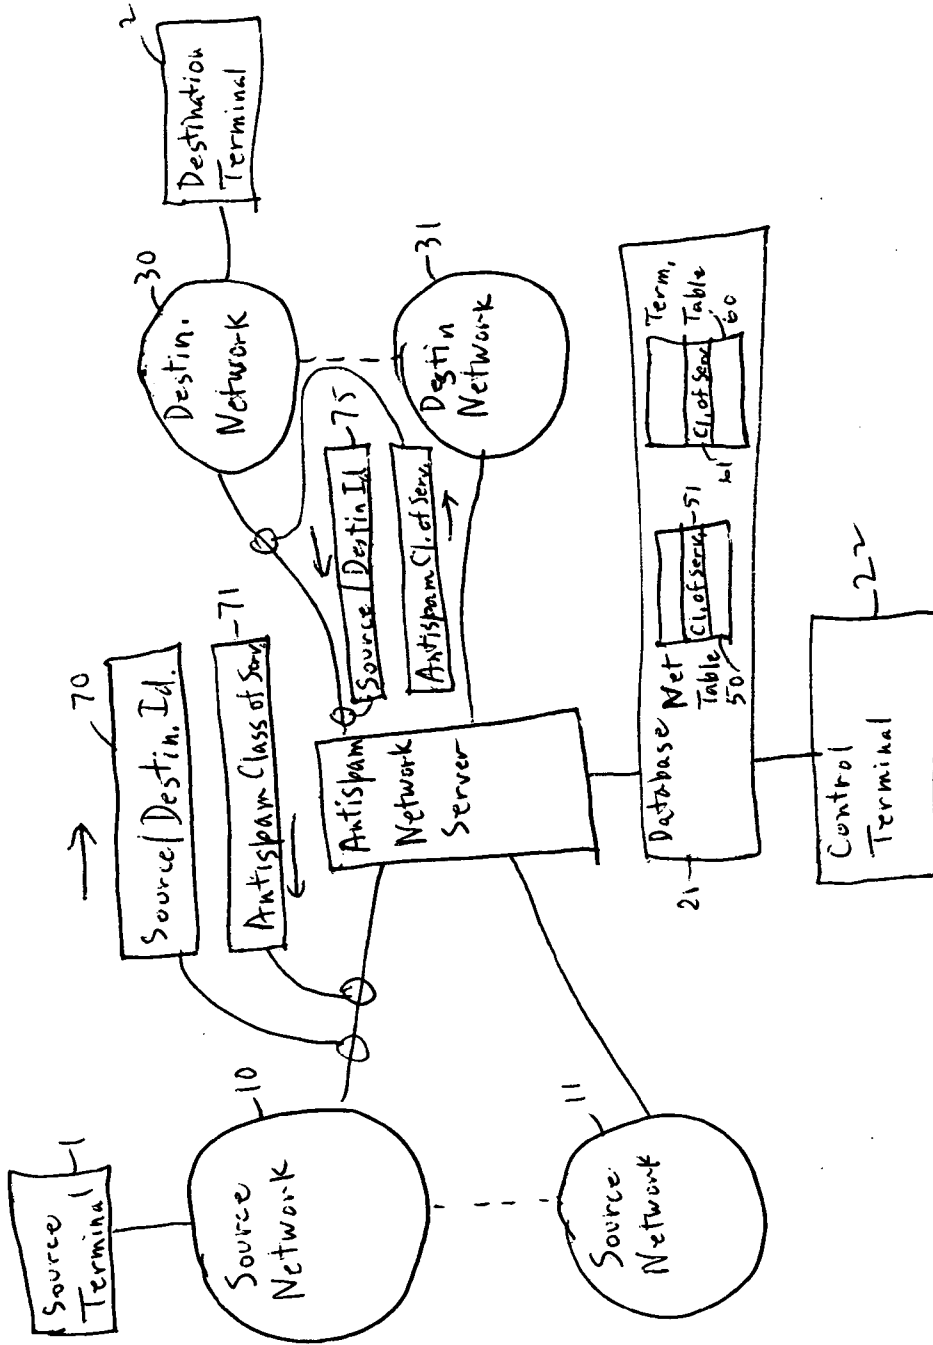 Source
Terminal
1
Source
Network
10
Source
Network
11
70
Source/Destin. Id.
71
Antispam Class of Serv.
Antispam
Network
Server
Destin.
Network
30
Destination
Terminal
2
Destin
Network
31
Source/Destin Id
75
Antispam Cl. of Serv.
Database
21
Net
Table
50
Cl. of Serv.
51
Term.
Table
60
Cl. of Serv.
61
Control
Terminal
22